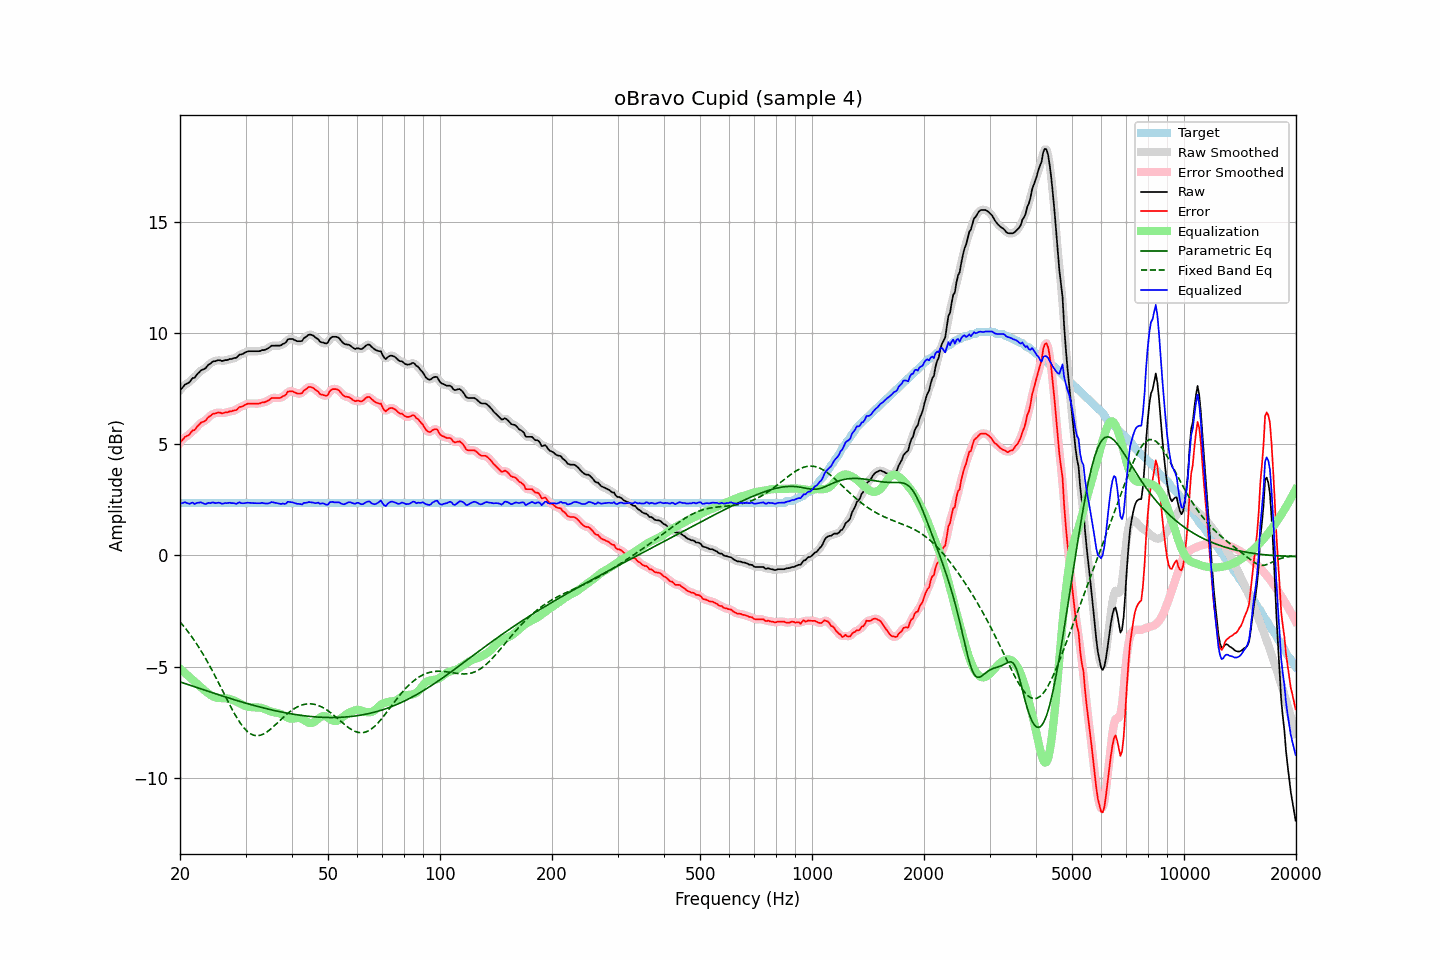 oBravo Cupid (sample 4)
Target
Raw Smoothed
Error Smoothed
Raw
Error
Equalization
Parametric Eq
Fixed Band Eq
Equalized
15
10
5
0
−5
−10
Amplitude (dBr)
20
50
100
200
500
1000
2000
5000
10000
20000
Frequency (Hz)